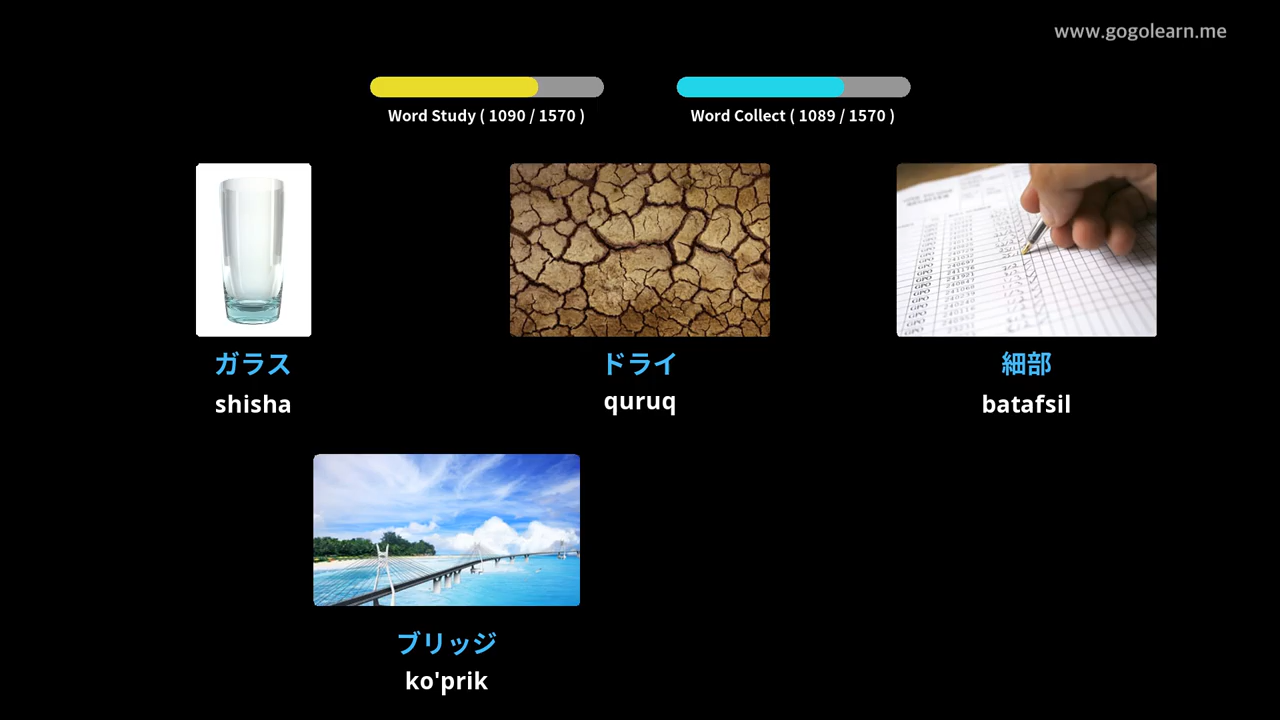 www.gogolearn.me
Word Study ( 1090 / 1570 )
Word Collect ( 1089 / 1570 )
ガラス
shisha
ドライ
quruq
細部
batafsil
ブリッジ
ko'prik